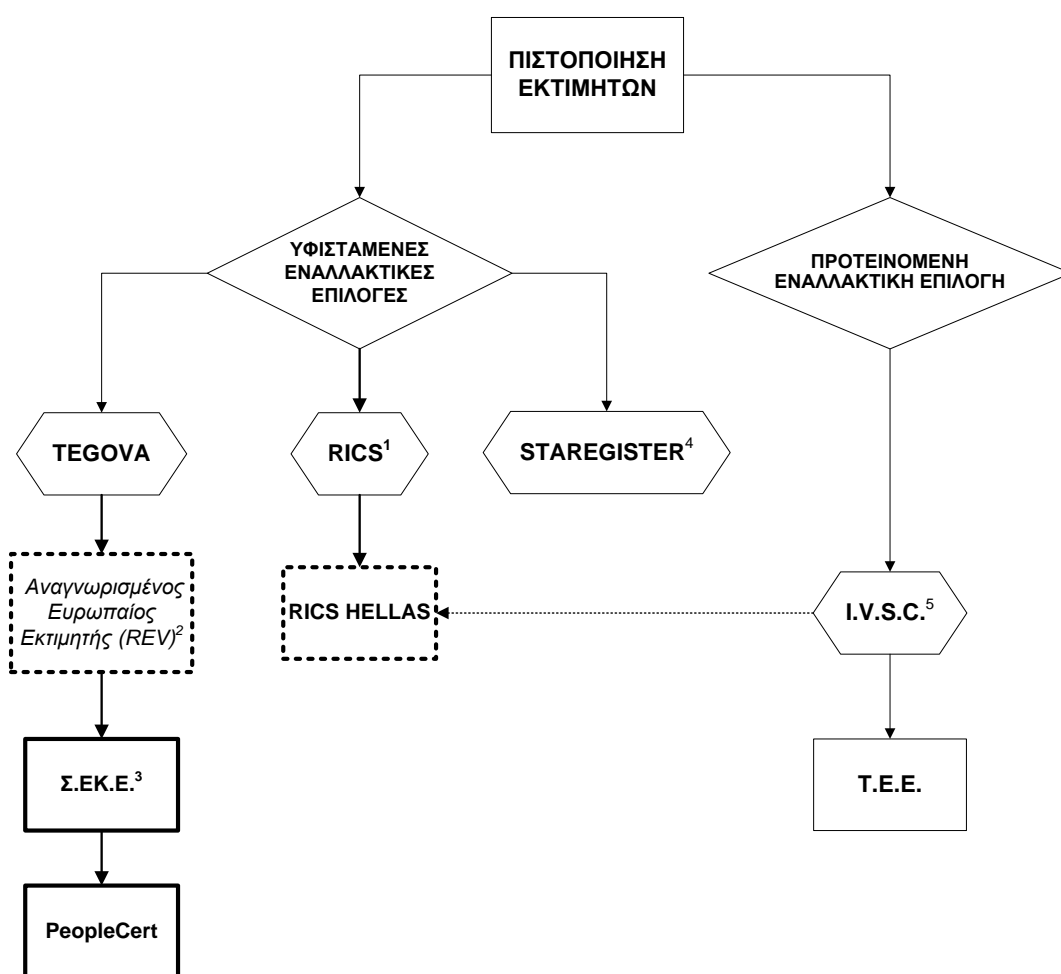 ΠΙΣΤΟΠΟΙΗΣΗ
ΕΚΤΙΜΗΤΩΝ
ΥΦΙΣΤΑΜΕΝΕΣ
ΕΝΑΛΛΑΚΤΙΚΕΣ
ΕΠΙΛΟΓΕΣ
ΠΡΟΤΕΙΝΟΜΕΝΗ
ΕΝΑΛΛΑΚΤΙΚΗ ΕΠΙΛΟΓΗ
TEGOVA
RICS¹
STAREGISTER⁴
Αναγνωρισμένος
Ευρωπαίος
Εκτιμητής (REV)²
RICS HELLAS
I.V.S.C.⁵
Σ.ΕΚ.Ε.³
Τ.Ε.Ε.
PeopleCert